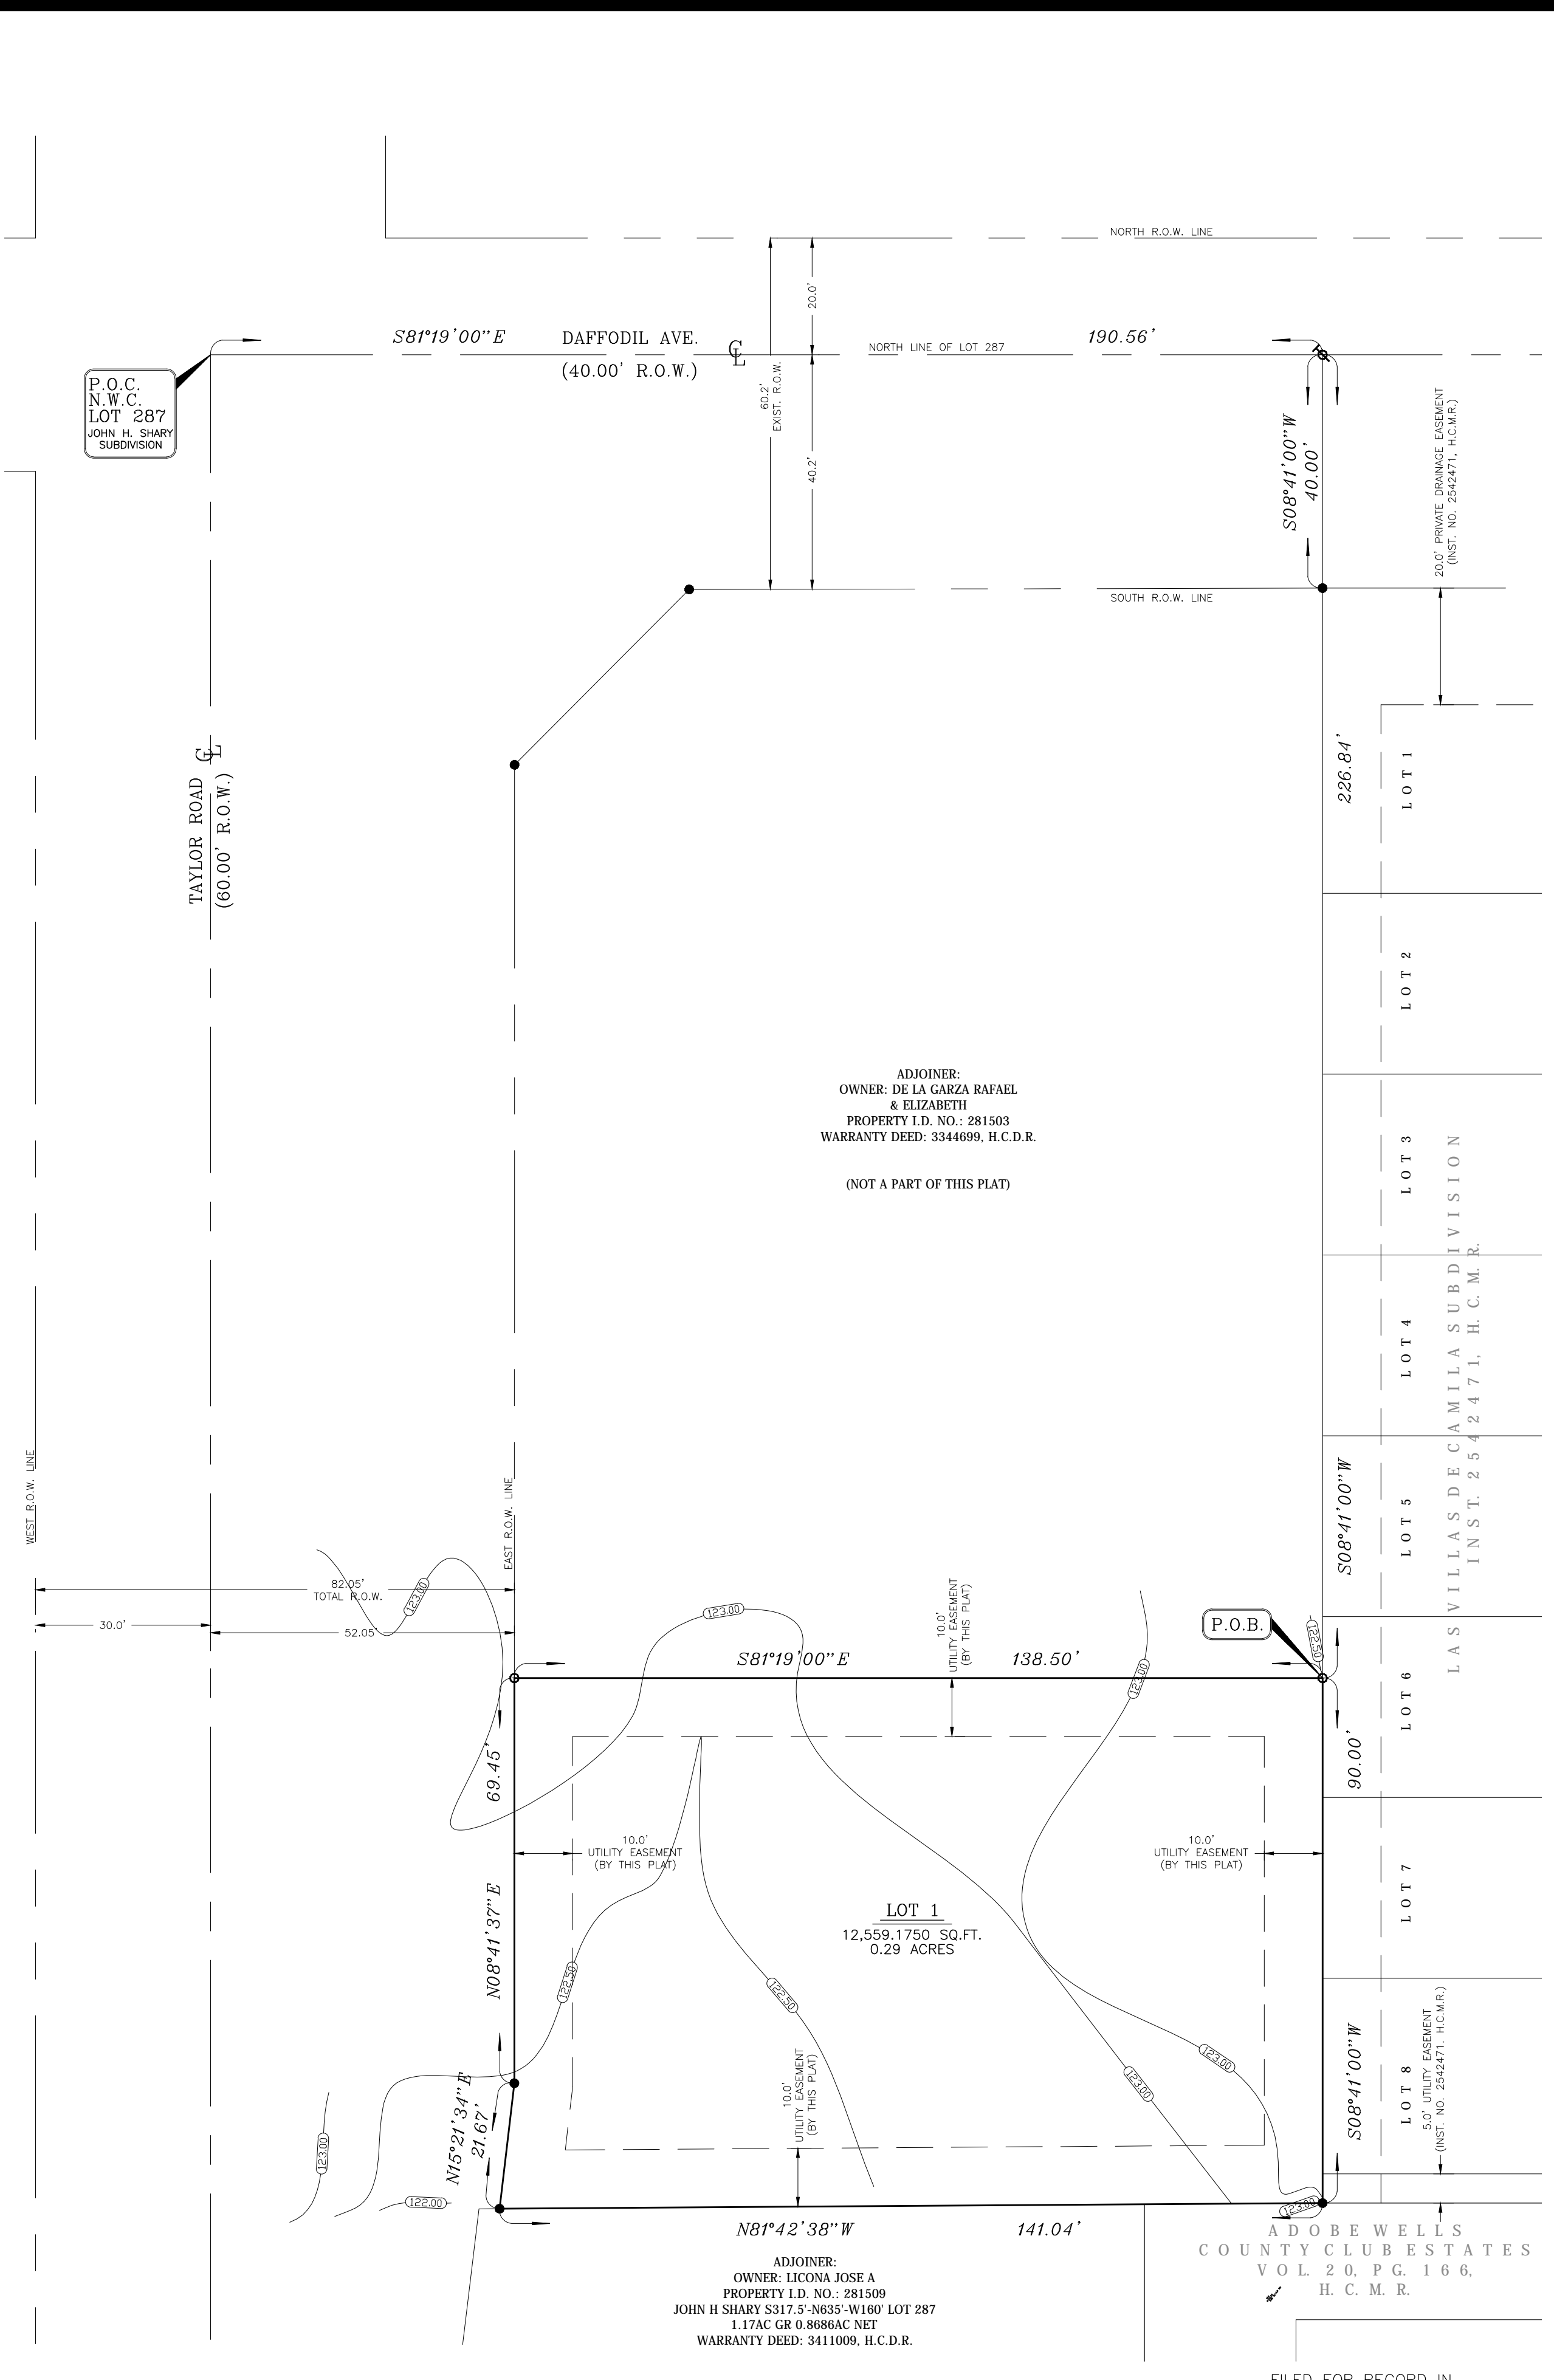 NORTH R.O.W. LINE
20.0'
S81°19'00"E
DAFFODIL AVE.
(40.00' R.O.W.)
℄
NORTH LINE OF LOT 287
190.56'
P.O.C.
N.W.C.
LOT 287
JOHN H. SHARY
SUBDIVISION
60.2'
EXIST. R.O.W.
40.2'
S08°41'00"W
40.00'
20.0' PRIVATE DRAINAGE EASEMENT
(INST. NO. 2542471, H.C.M.R.)
SOUTH R.O.W. LINE
TAYLOR ROAD ℄
(60.00' R.O.W.)
226.84'
LOT 1
LOT 2
ADJOINER:
OWNER: DE LA GARZA RAFAEL
& ELIZABETH
PROPERTY I.D. NO.: 281503
WARRANTY DEED: 3344699, H.C.D.R.
(NOT A PART OF THIS PLAT)
LOT 3
LOT 4
LAS VILLAS DE CAMILA SUBDIVISION
INST. 2542471, H.C.M.R.
WEST R.O.W. LINE
EAST R.O.W. LINE
S08°41'00"W
LOT 5
82.05'
TOTAL R.O.W.
30.0'
52.05'
123.00
123.00
10.0'
UTILITY EASEMENT
(BY THIS PLAT)
P.O.B.
122.50
S81°19'00"E
138.50'
123.00
LOT 6
69.45'
90.00'
10.0'
UTILITY EASEMENT
(BY THIS PLAT)
10.0'
UTILITY EASEMENT
(BY THIS PLAT)
LOT 7
N08°41'37"E
LOT 1
12,559.1750 SQ.FT.
0.29 ACRES
122.50
122.50
10.0'
UTILITY EASEMENT
(BY THIS PLAT)
123.00
123.00
S08°41'00"W
LOT 8
5.0' UTILITY EASEMENT
(INST. NO. 2542471. H.C.M.R.)
N15°21'34"E
21.67'
123.00
122.00
123.00
N81°42'38"W
141.04'
ADJOINER:
OWNER: LICONA JOSE A
PROPERTY I.D. NO.: 281509
JOHN H SHARY S317.5'-N635'-W160' LOT 287
1.17AC GR 0.8686AC NET
WARRANTY DEED: 3411009, H.C.D.R.
ADOBE WELLS
COUNTY CLUB ESTATES
VOL. 20, PG. 166,
H. C. M. R.
FILED FOR RECORD IN